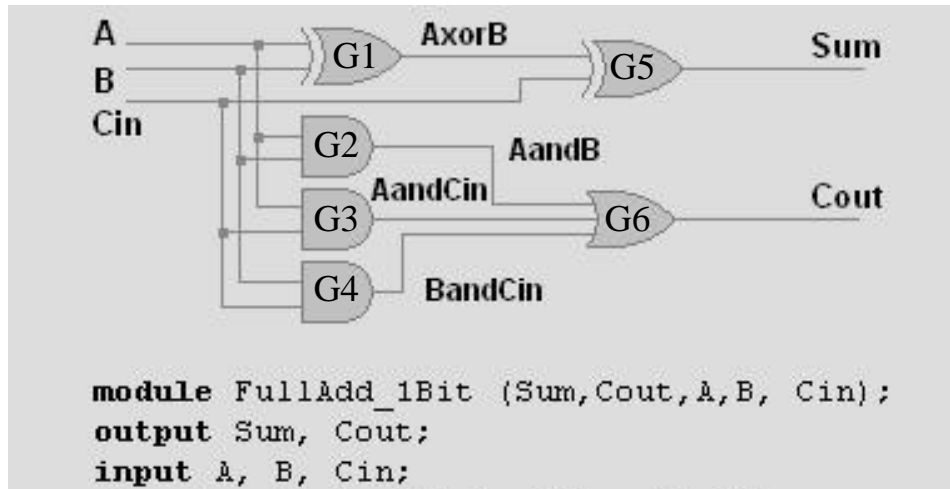 A
B
Cin
G1
AxorB
G5
Sum
G2
AandB
AandCin
G3
G6
Cout
G4
BandCin
module FullAdd_1Bit (Sum,Cout,A,B, Cin);
output Sum, Cout;
input A, B, Cin;